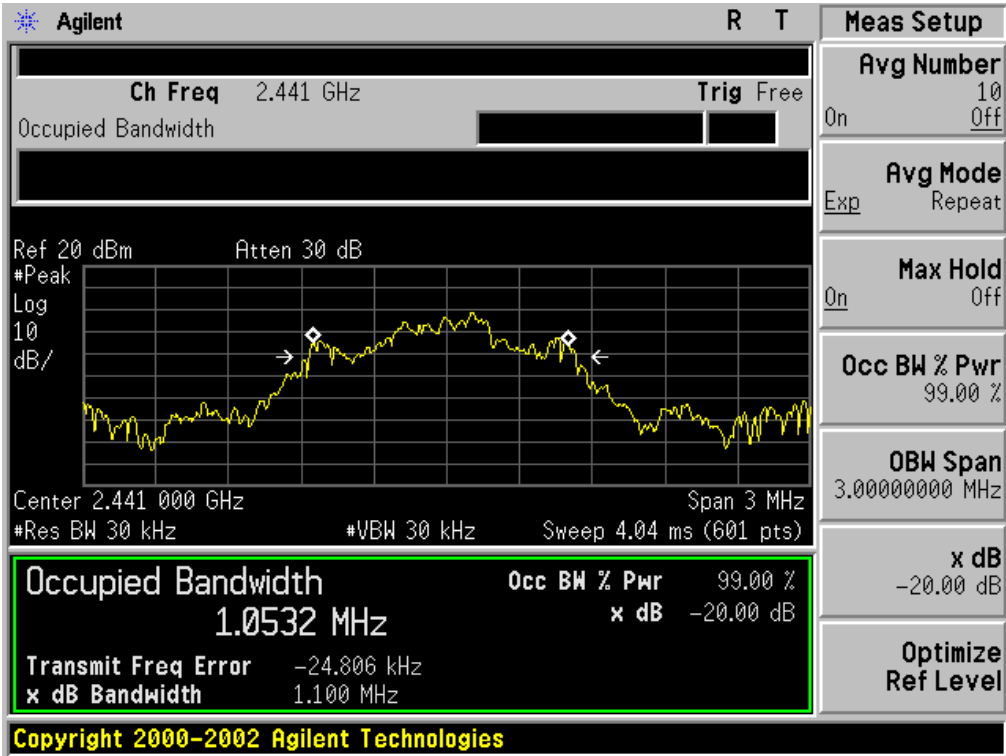 Agilent R T
Ch Freq 2.441 GHz Trig Free
Occupied Bandwidth
Ref 20 dBm Atten 30 dB
#Peak
Log
10
dB/
Center 2.441 000 GHz Span 3 MHz
#Res BW 30 kHz #VBW 30 kHz Sweep 4.04 ms (601 pts)
Occupied Bandwidth
1.0532 MHz
Occ BW % Pwr 99.00 %
x dB -20.00 dB
Transmit Freq Error -24.806 kHz
x dB Bandwidth 1.100 MHz
Copyright 2000-2002 Agilent Technologies
Meas Setup
Avg Number
10
On Off
Avg Mode
Exp Repeat
Max Hold
On Off
Occ BW % Pwr
99.00 %
OBW Span
3.00000000 MHz
x dB
-20.00 dB
Optimize
Ref Level